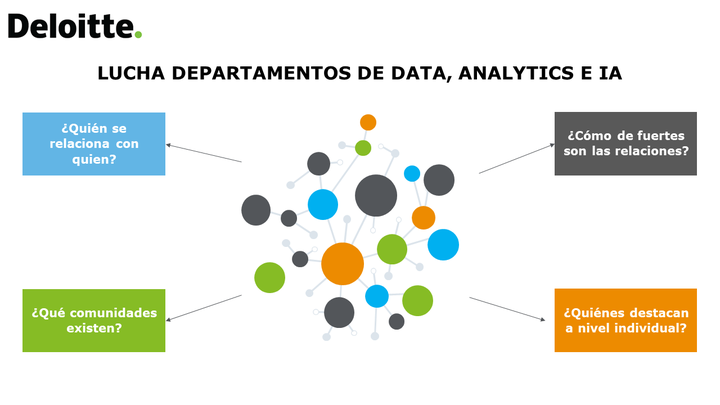 Deloitte.
LUCHA DEPARTAMENTOS DE DATA, ANALYTICS E IA
¿Quién se
relaciona con
quien?
¿Cómo de fuertes
son las relaciones?
¿Qué comunidades
existen?
¿Quiénes destacan
a nivel individual?